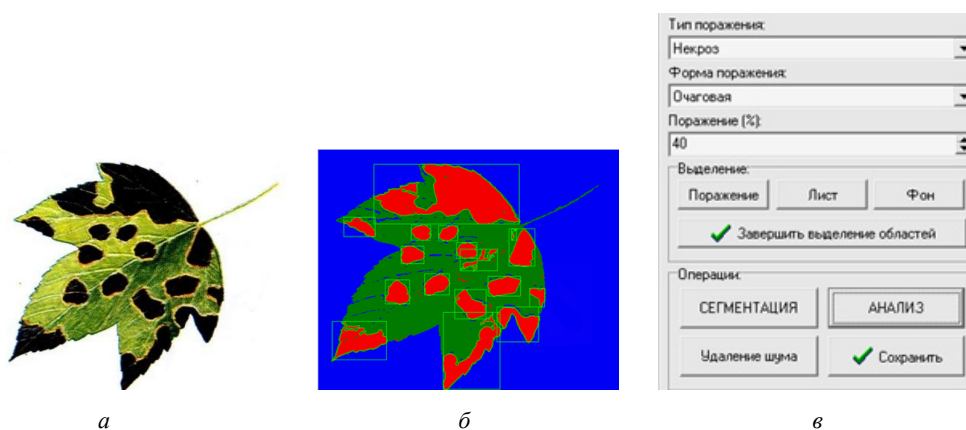 Тип поражения:
Некроз
Форма поражения:
Очаговая
Поражение (%):
40
Выделение:
Поражение Лист Фон
Завершить выделение областей
Операции:
СЕГМЕНТАЦИЯ АНАЛИЗ
Удаление шума Сохранить
а б в